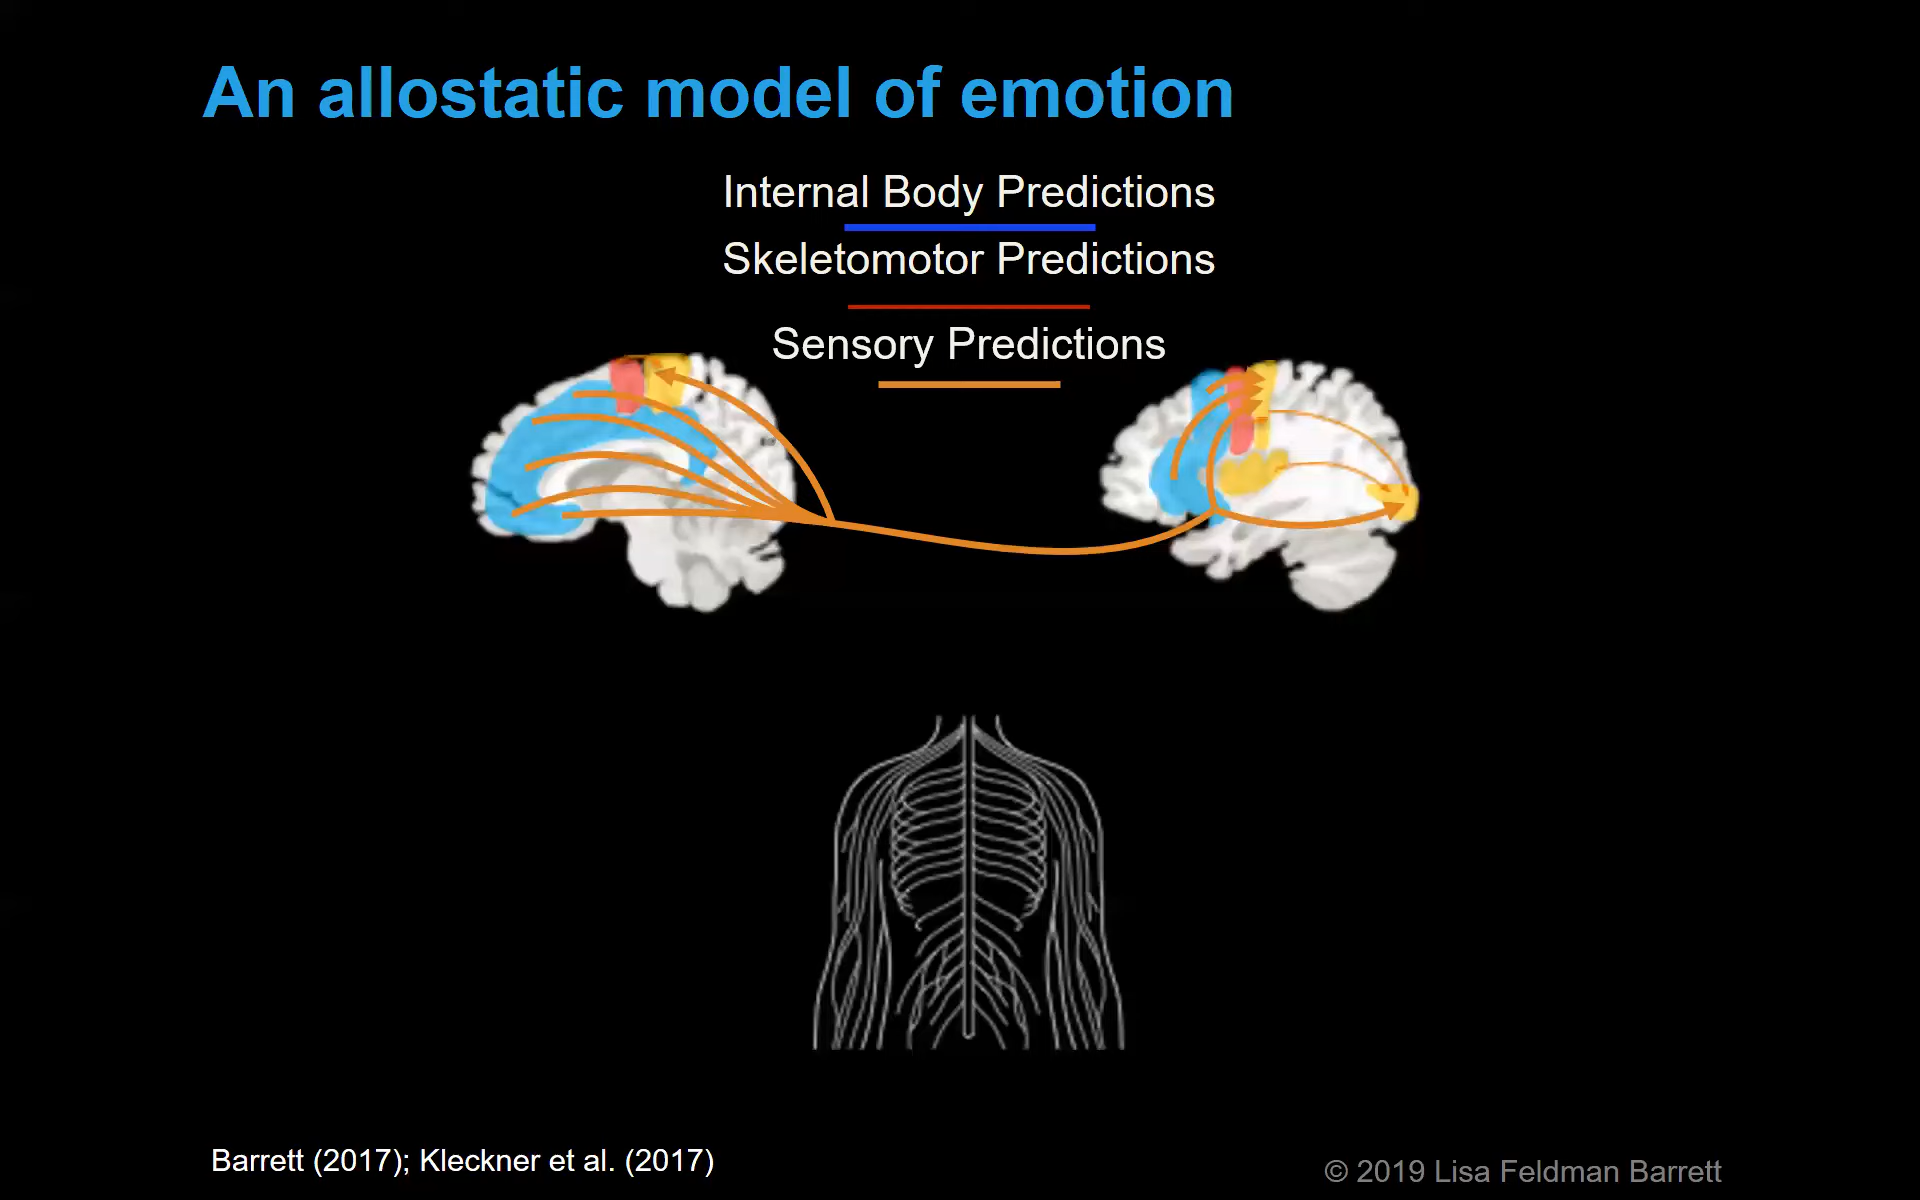 An allostatic model of emotion
Internal Body Predictions
Skeletomotor Predictions
Sensory Predictions
Barrett (2017); Kleckner et al. (2017)
© 2019 Lisa Feldman Barrett